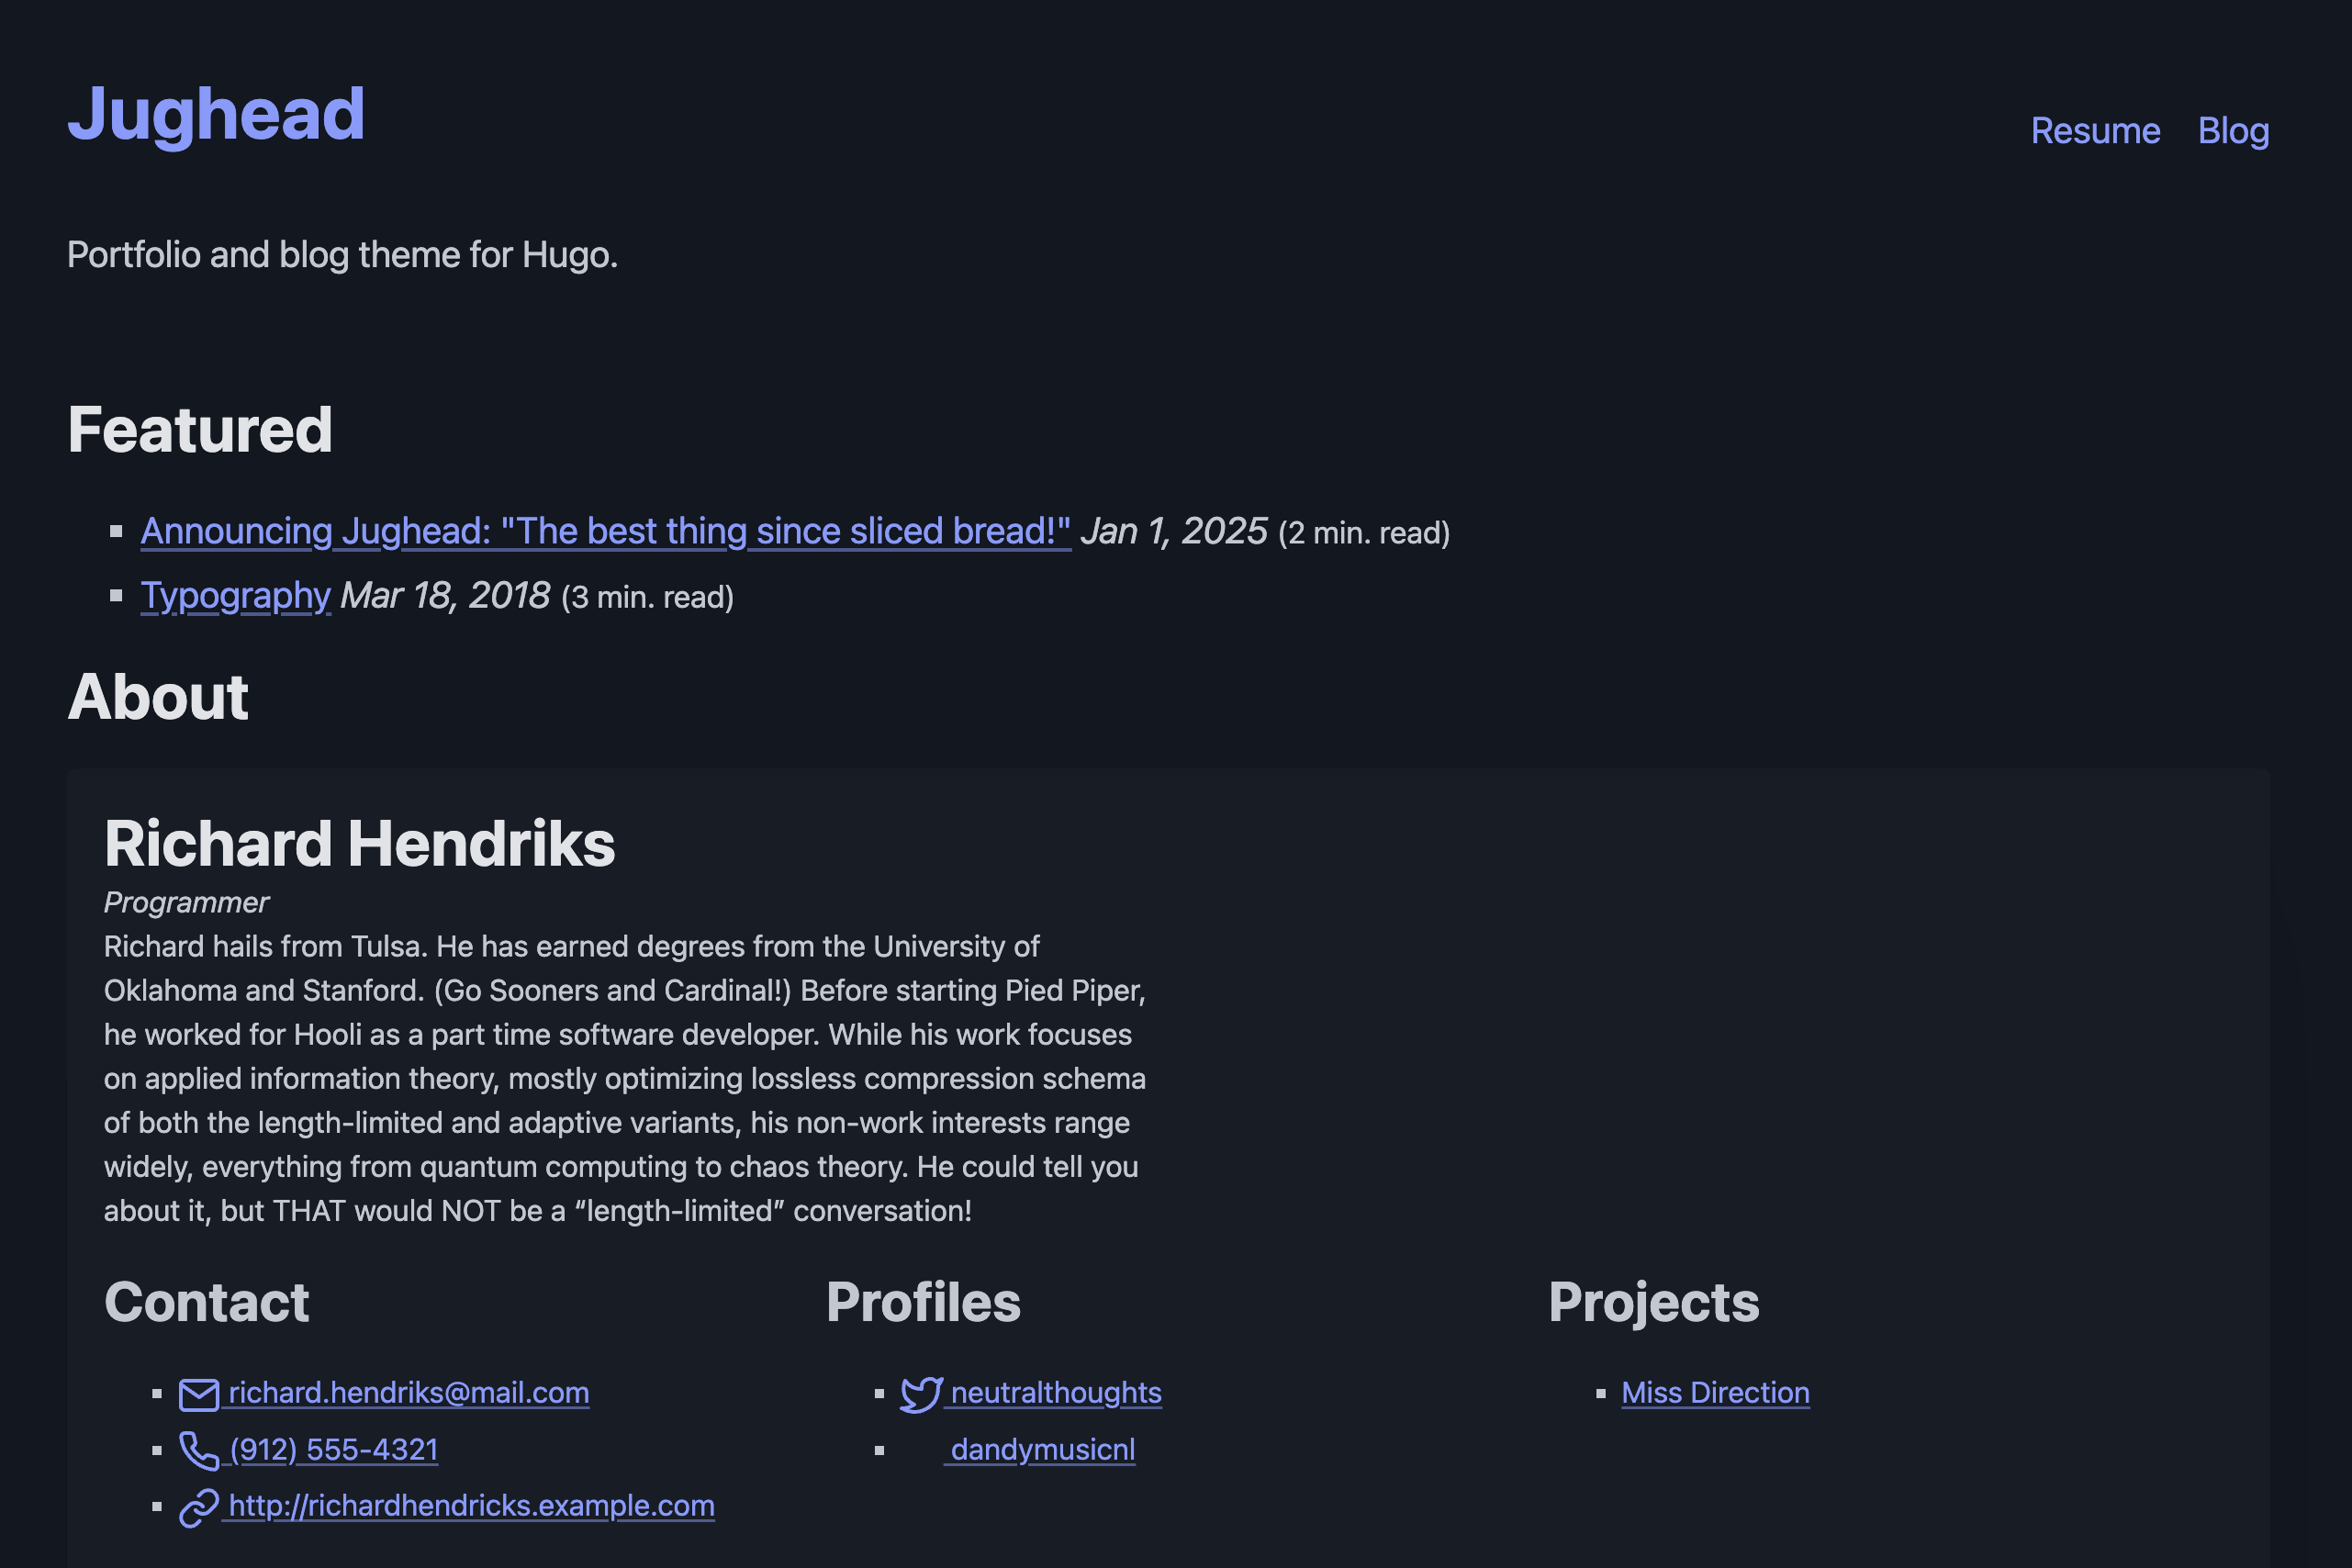 Jughead
Resume Blog
Portfolio and blog theme for Hugo.
Featured
Announcing Jughead: "The best thing since sliced bread!" Jan 1, 2025 (2 min. read)
Typography Mar 18, 2018 (3 min. read)
About
Richard Hendriks
Programmer
Richard hails from Tulsa. He has earned degrees from the University of
Oklahoma and Stanford. (Go Sooners and Cardinal!) Before starting Pied Piper,
he worked for Hooli as a part time software developer. While his work focuses
on applied information theory, mostly optimizing lossless compression schema
of both the length-limited and adaptive variants, his non-work interests range
widely, everything from quantum computing to chaos theory. He could tell you
about it, but THAT would NOT be a “length-limited” conversation!
Contact
richard.hendriks@mail.com
(912) 555-4321
http://richardhendricks.example.com
Profiles
neutralthoughts
dandymusicnl
Projects
Miss Direction